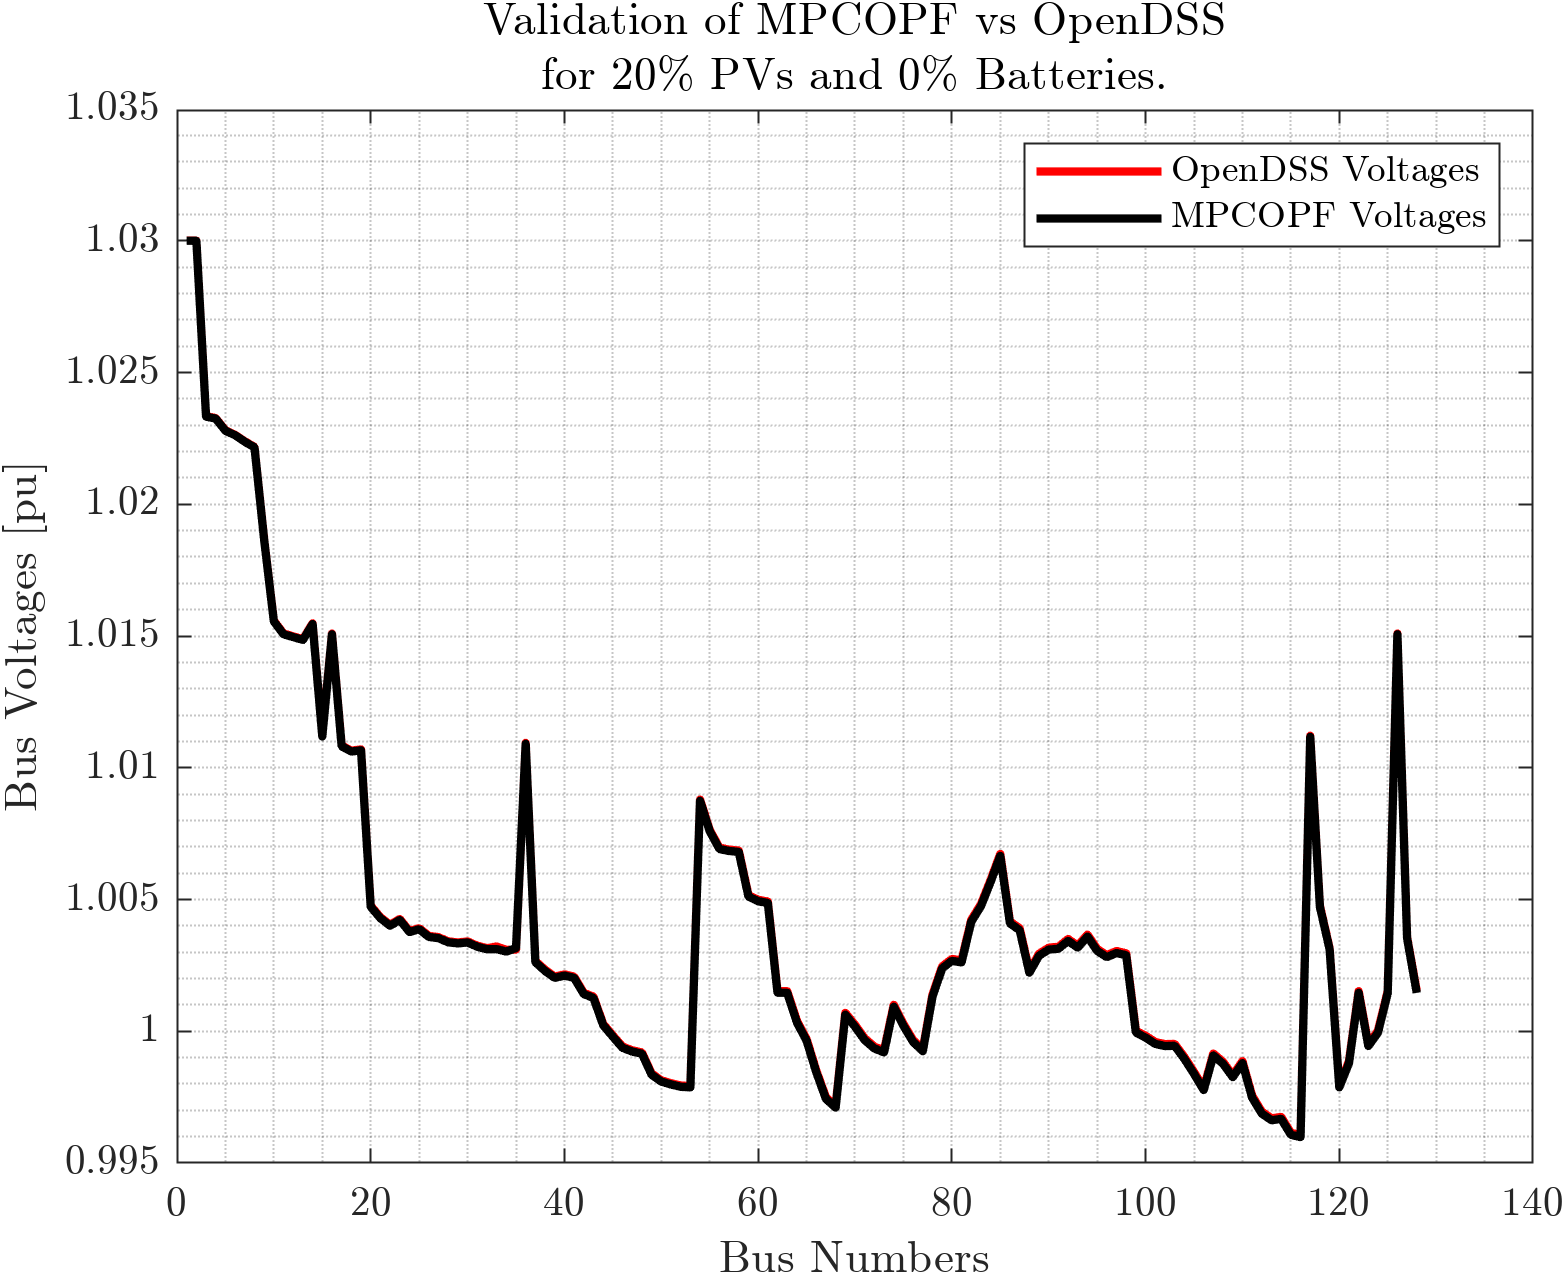 Validation of MPCOPF vs OpenDSS
for 20% PVs and 0% Batteries.
1.035
1.03
1.025
1.02
1.015
1.01
1.005
1
0.995
Bus Voltages [pu]
OpenDSS Voltages
MPCOPF Voltages
0 20 40 60 80 100 120 140
Bus Numbers